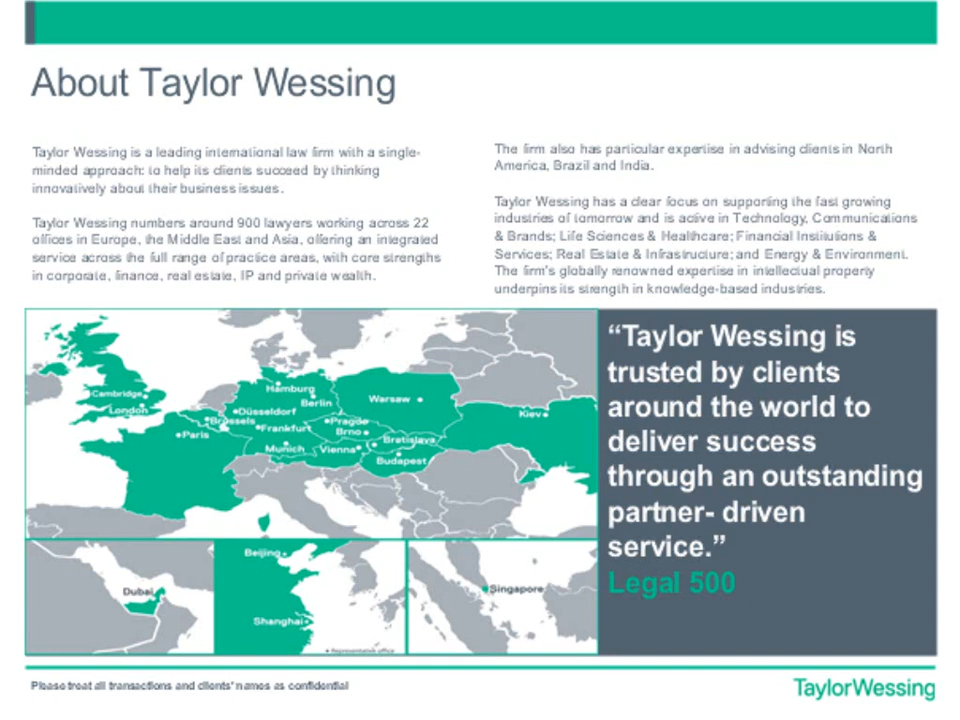 About Taylor Wessing
Taylor Wessing is a leading international law firm with a single-
minded approach: to help its clients succeed by thinking
innovatively about their business issues.
Taylor Wessing numbers around 900 lawyers working across 22
offices in Europe, the Middle East and Asia, offering an integrated
service across the full range of practice areas, with core strengths
in corporate, finance, real estate, IP and private wealth.
The firm also has particular expertise in advising clients in North
America, Brazil and India.
Taylor Wessing has a clear focus on supporting the fast growing
industries of tomorrow and is active in Technology, Communications
& Brands; Life Sciences & Healthcare; Financial Institutions &
Services; Real Estate & Infrastructure; and Energy & Environment.
The firm's globally renowned expertise in intellectual property
underpins its strength in knowledge-based industries.
Cambridge
London
Hamburg
Berlin
Warsaw
Düsseldorf
Kiev
Brussels
Frankfurt
Prague
Paris
Brno
Bratislava
Munich
Vienna
Budapest
Beijing
Dubai
Singapore
Shanghai
• Representative office
“Taylor Wessing is
trusted by clients
around the world to
deliver success
through an outstanding
partner- driven
service.”
Legal 500
Please treat all transactions and clients' names as confidential
TaylorWessing